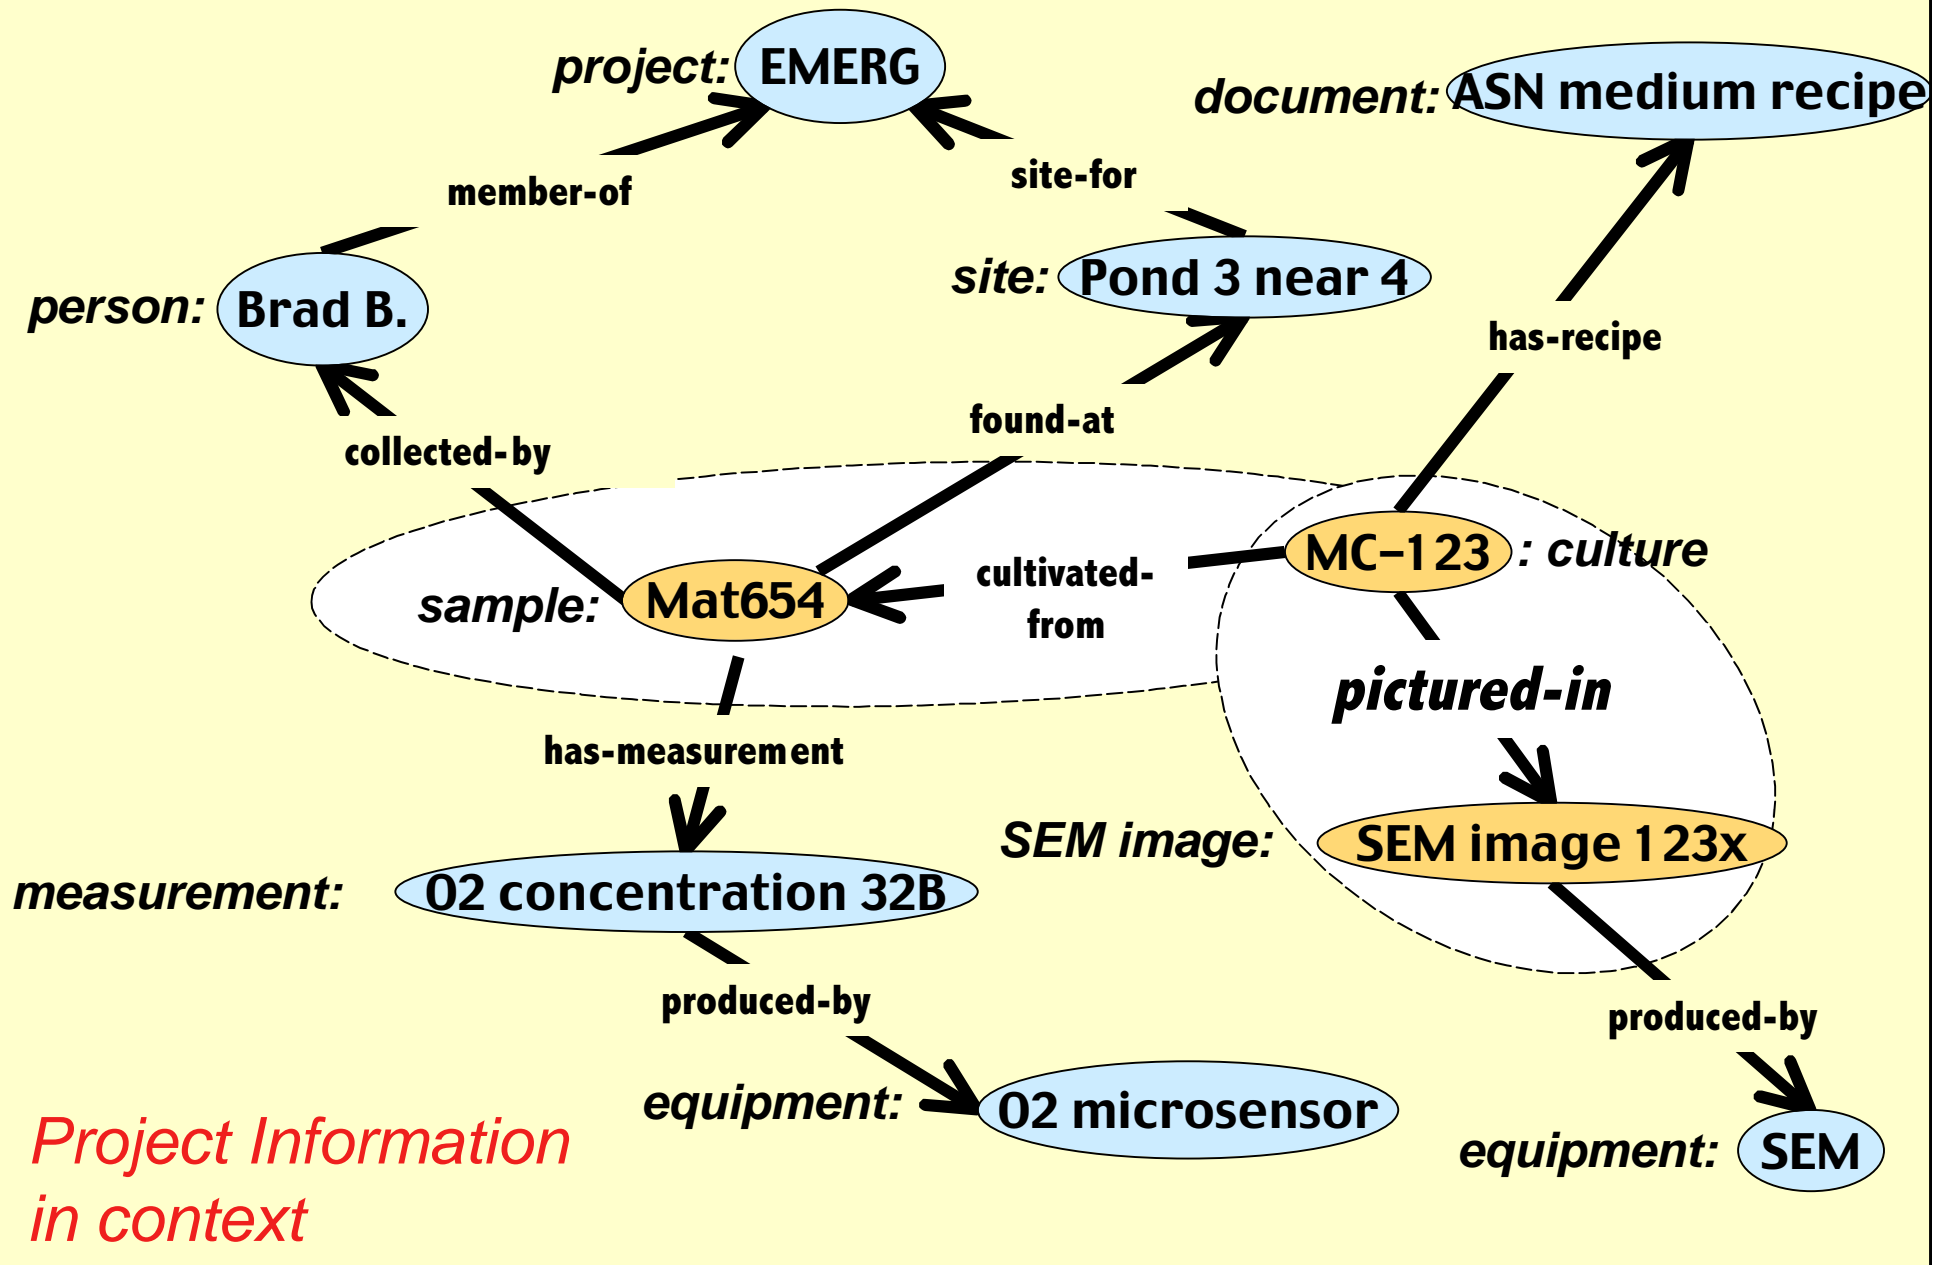 project: EMERG
document: ASN medium recipe
member-of
site-for
person: Brad B.
site: Pond 3 near 4
has-recipe
collected-by
found-at
sample: Mat654
cultivated-
from
MC-123 : culture
pictured-in
has-measurement
SEM image: SEM image 123x
measurement: O2 concentration 32B
produced-by
produced-by
equipment: O2 microsensor
equipment: SEM
Project Information
in context